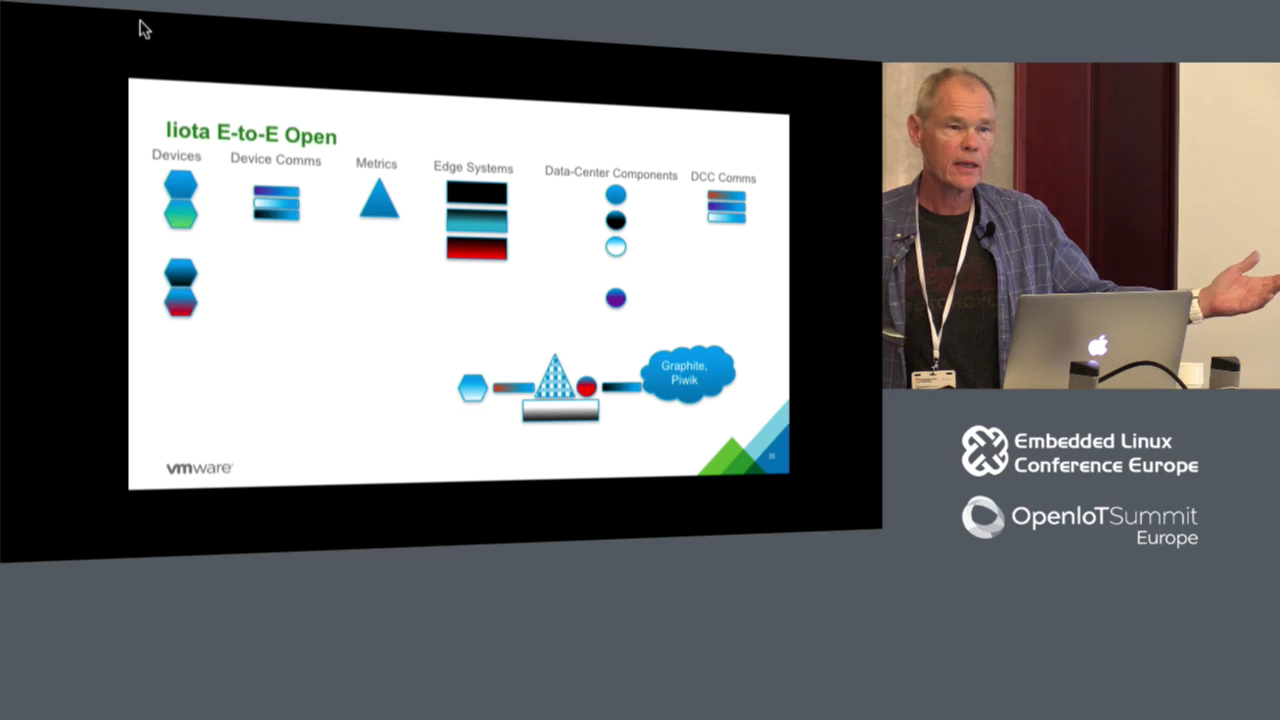 liota E-to-E Open
Devices
Device Comms
Metrics
Edge Systems
Data-Center Components
DCC Comms
Graphite,
Piwik
vmware
35
Embedded Linux
Conference Europe
OpenIoTSummit
Europe